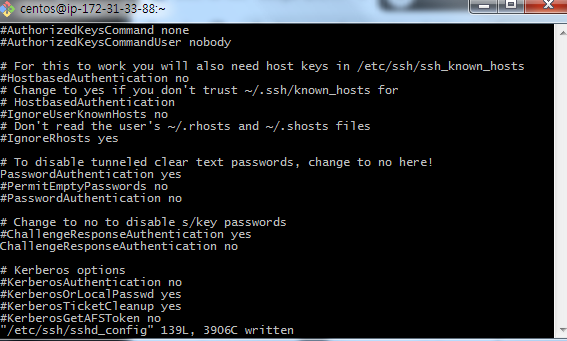 centos@ip-172-31-33-88:~
#AuthorizedKeysCommand none
#AuthorizedKeysCommandUser nobody
# For this to work you will also need host keys in /etc/ssh/ssh_known_hosts
#HostbasedAuthentication no
# Change to yes if you don't trust ~/.ssh/known_hosts for
# HostbasedAuthentication
#IgnoreUserKnownHosts no
# Don't read the user's ~/.rhosts and ~/.shosts files
#IgnoreRhosts yes
# To disable tunneled clear text passwords, change to no here!
PasswordAuthentication yes
#PermitEmptyPasswords no
#PasswordAuthentication no
# Change to no to disable s/key passwords
#ChallengeResponseAuthentication yes
ChallengeResponseAuthentication no
# Kerberos options
#KerberosAuthentication no
#KerberosOrLocalPasswd yes
#KerberosTicketCleanup yes
#KerberosGetAFSToken no
"/etc/ssh/sshd_config" 139L, 3906C written